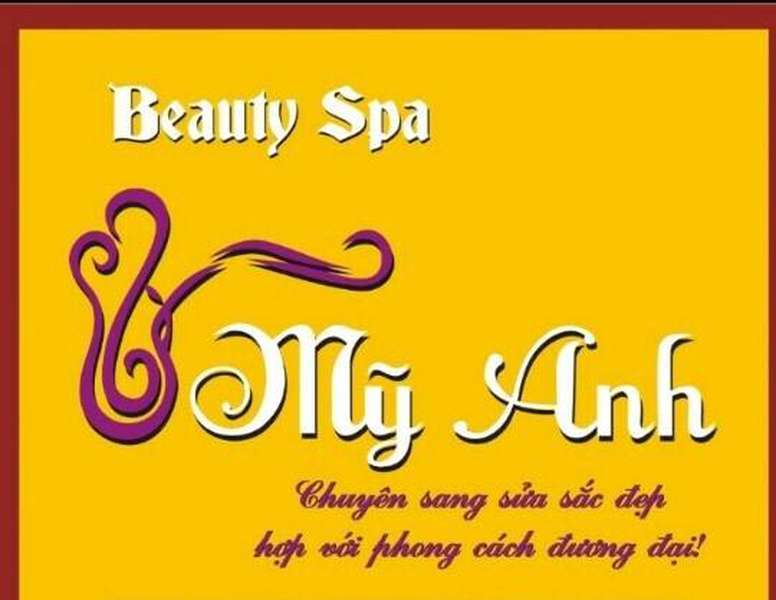 Beauty Spa
Mỹ Anh
Chuyên sang sửa sắc đẹp
hợp với phong cách đương đại!